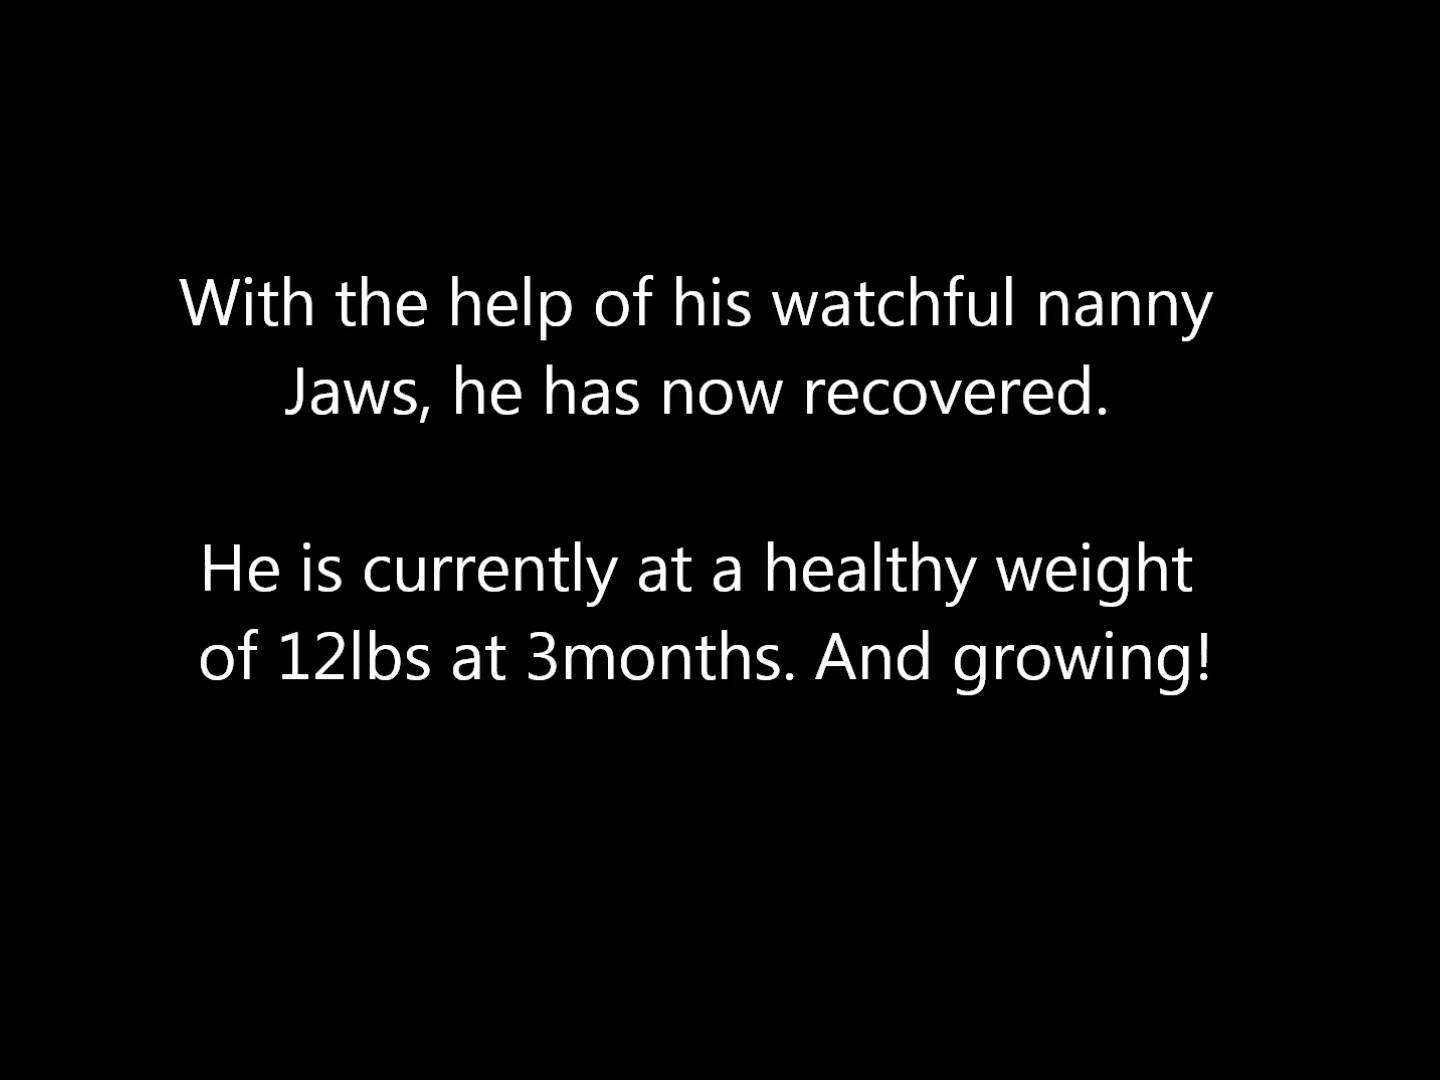 With the help of his watchful nanny
Jaws, he has now recovered.
He is currently at a healthy weight
of 12lbs at 3months. And growing!